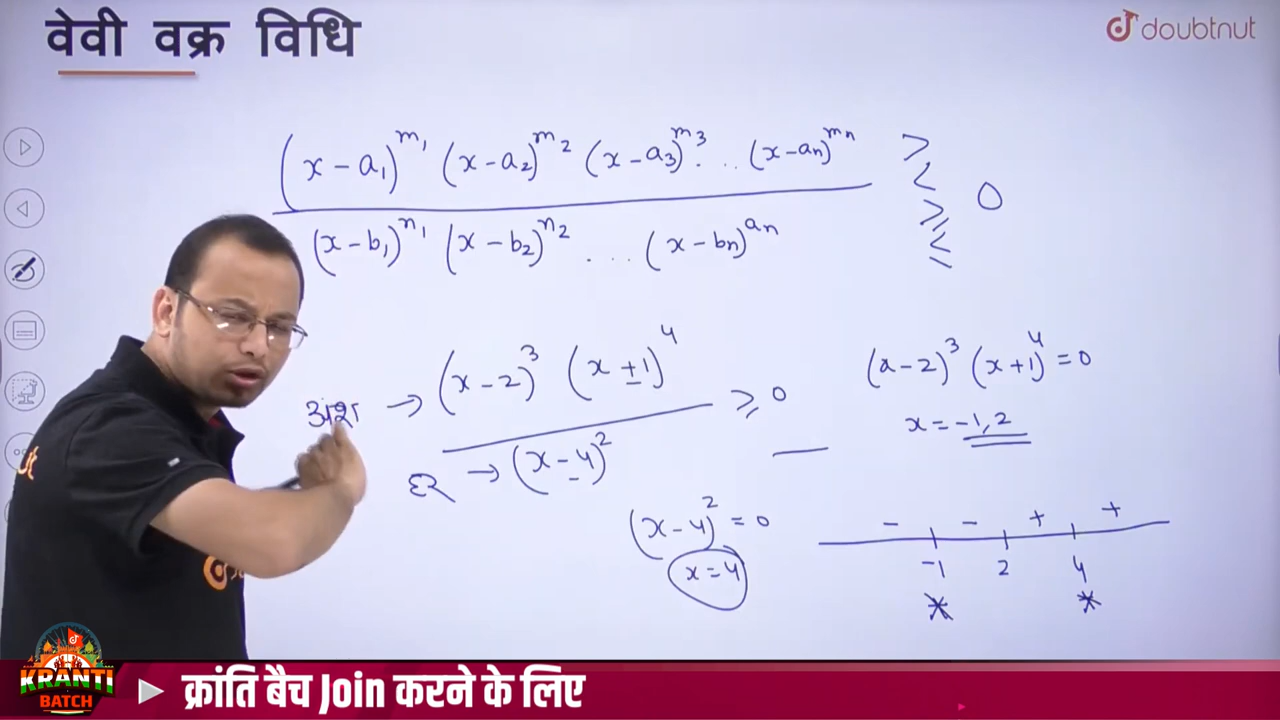 वेवी वक्र विधि
doubtnut
(x-a₁)^m₁ (x-a₂)^m₂ (x-a₃)^m₃ . . . (x-an)^mn
> < ≥ ≤ 0
(x-b₁)^n₁ (x-b₂)^n₂ . . . (x-bn)^an
अंश → (x-2)³ (x+1)⁴ ≥ 0
हर → (x-4)²
(x-2)³ (x+1)⁴ = 0
x = -1, 2
(x-4)² = 0
x = 4
- - + +
-1 2 4
* *
KRANTI
BATCH
क्रांति बैच Join करने के लिए